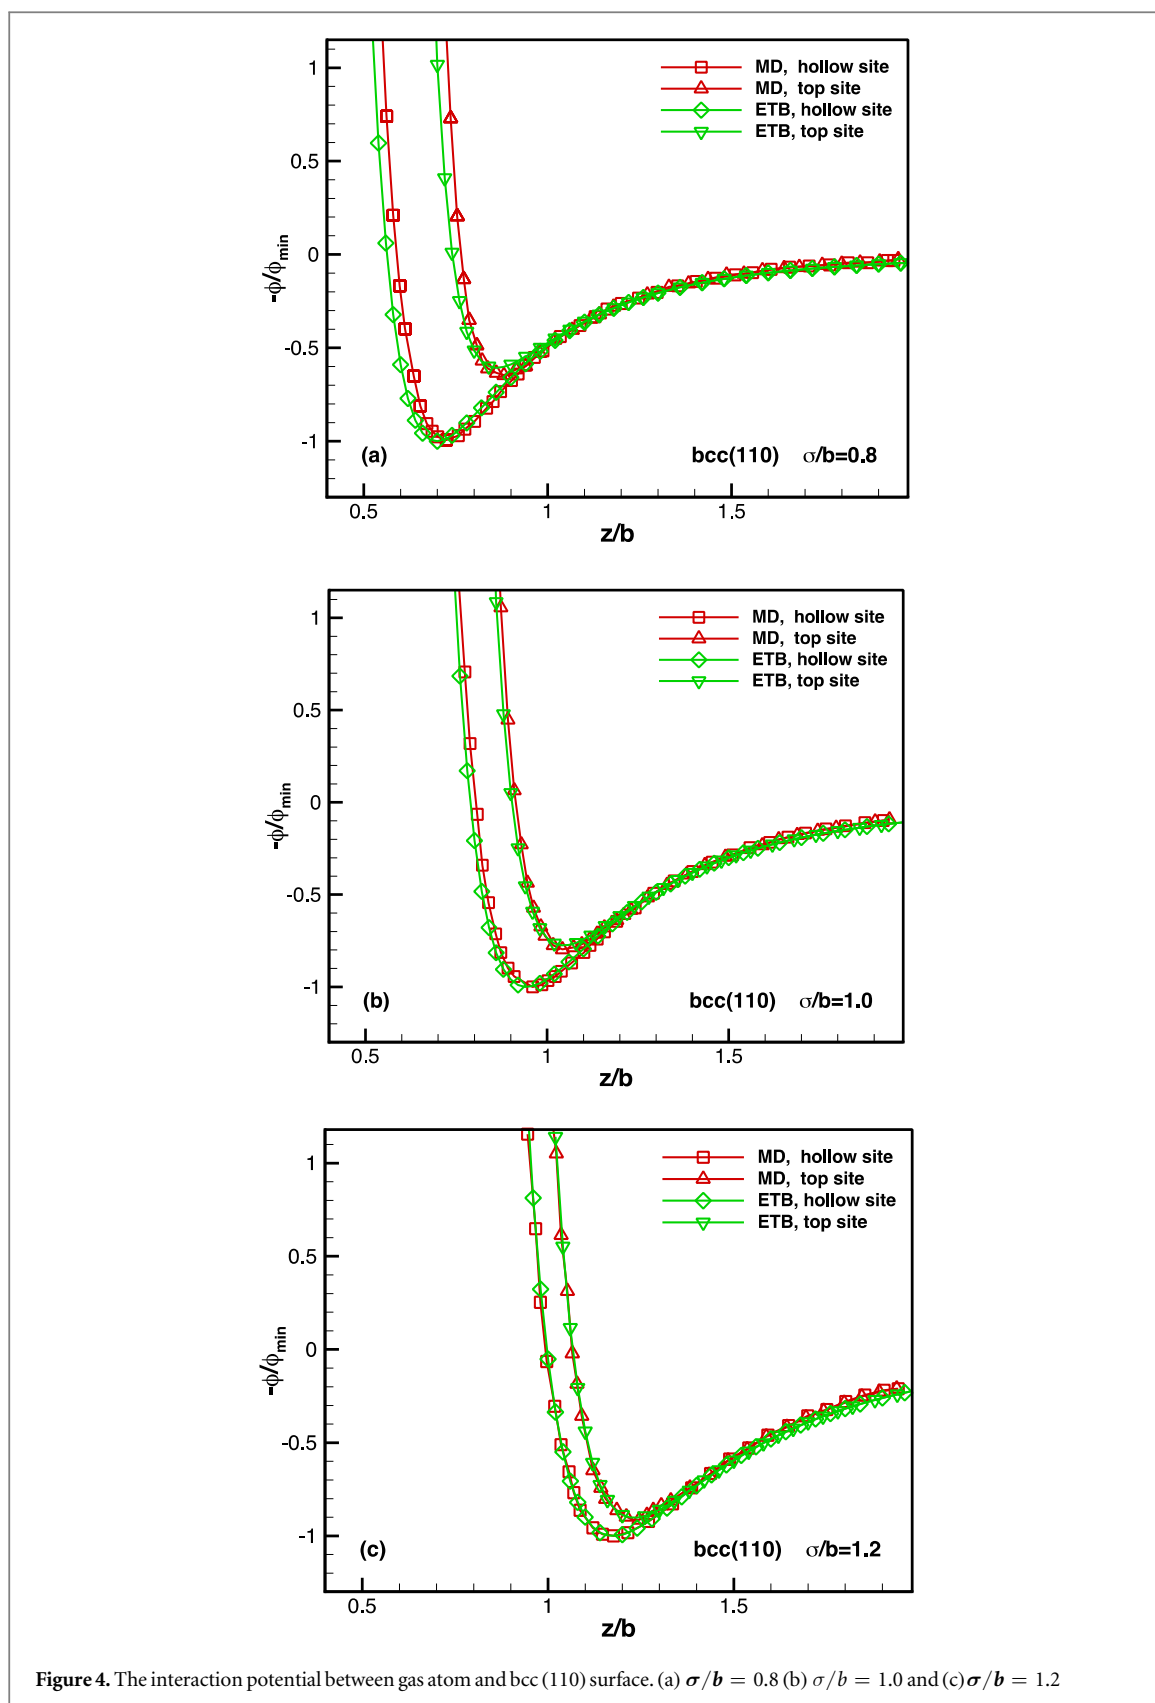 MD, hollow site
MD, top site
ETB, hollow site
ETB, top site
1
0.5
0
-0.5
-1
-ϕ/ϕmin
(a)
bcc(110) σ/b=0.8
0.5 1 1.5
z/b
MD, hollow site
MD, top site
ETB, hollow site
ETB, top site
1
0.5
0
-0.5
-1
-ϕ/ϕmin
(b)
bcc(110) σ/b=1.0
0.5 1 1.5
z/b
MD, hollow site
MD, top site
ETB, hollow site
ETB, top site
1
0.5
0
-0.5
-1
-ϕ/ϕmin
(c)
bcc(110) σ/b=1.2
0.5 1 1.5
z/b
Figure 4. The interaction potential between gas atom and bcc (110) surface. (a) σ/b = 0.8 (b) σ/b = 1.0 and (c) σ/b = 1.2